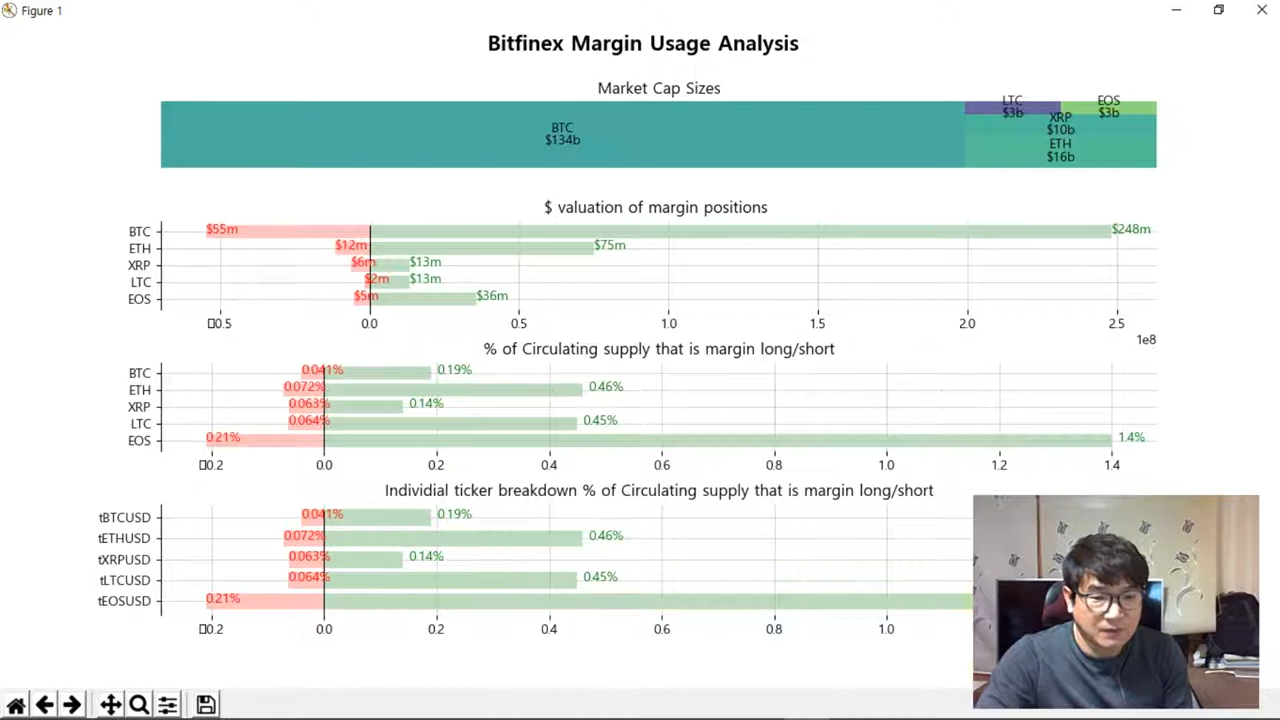 Figure 1
Bitfinex Margin Usage Analysis
Market Cap Sizes
BTC
$134b
LTC
$3b
EOS
$3b
XRP
$10b
ETH
$16b
$ valuation of margin positions
BTC $55m $248m
ETH $12m $75m
XRP $6m $13m
LTC $2m $13m
EOS $5m $36m
▯0.5 0.0 0.5 1.0 1.5 2.0 2.5
1e8
% of Circulating supply that is margin long/short
BTC 0.041% 0.19%
ETH 0.072% 0.46%
XRP 0.063% 0.14%
LTC 0.064% 0.45%
EOS 0.21% 1.4%
▯0.2 0.0 0.2 0.4 0.6 0.8 1.0 1.2 1.4
Individial ticker breakdown % of Circulating supply that is margin long/short
tBTCUSD 0.041% 0.19%
tETHUSD 0.072% 0.46%
tXRPUSD 0.063% 0.14%
tLTCUSD 0.064% 0.45%
tEOSUSD 0.21%
▯0.2 0.0 0.2 0.4 0.6 0.8 1.0